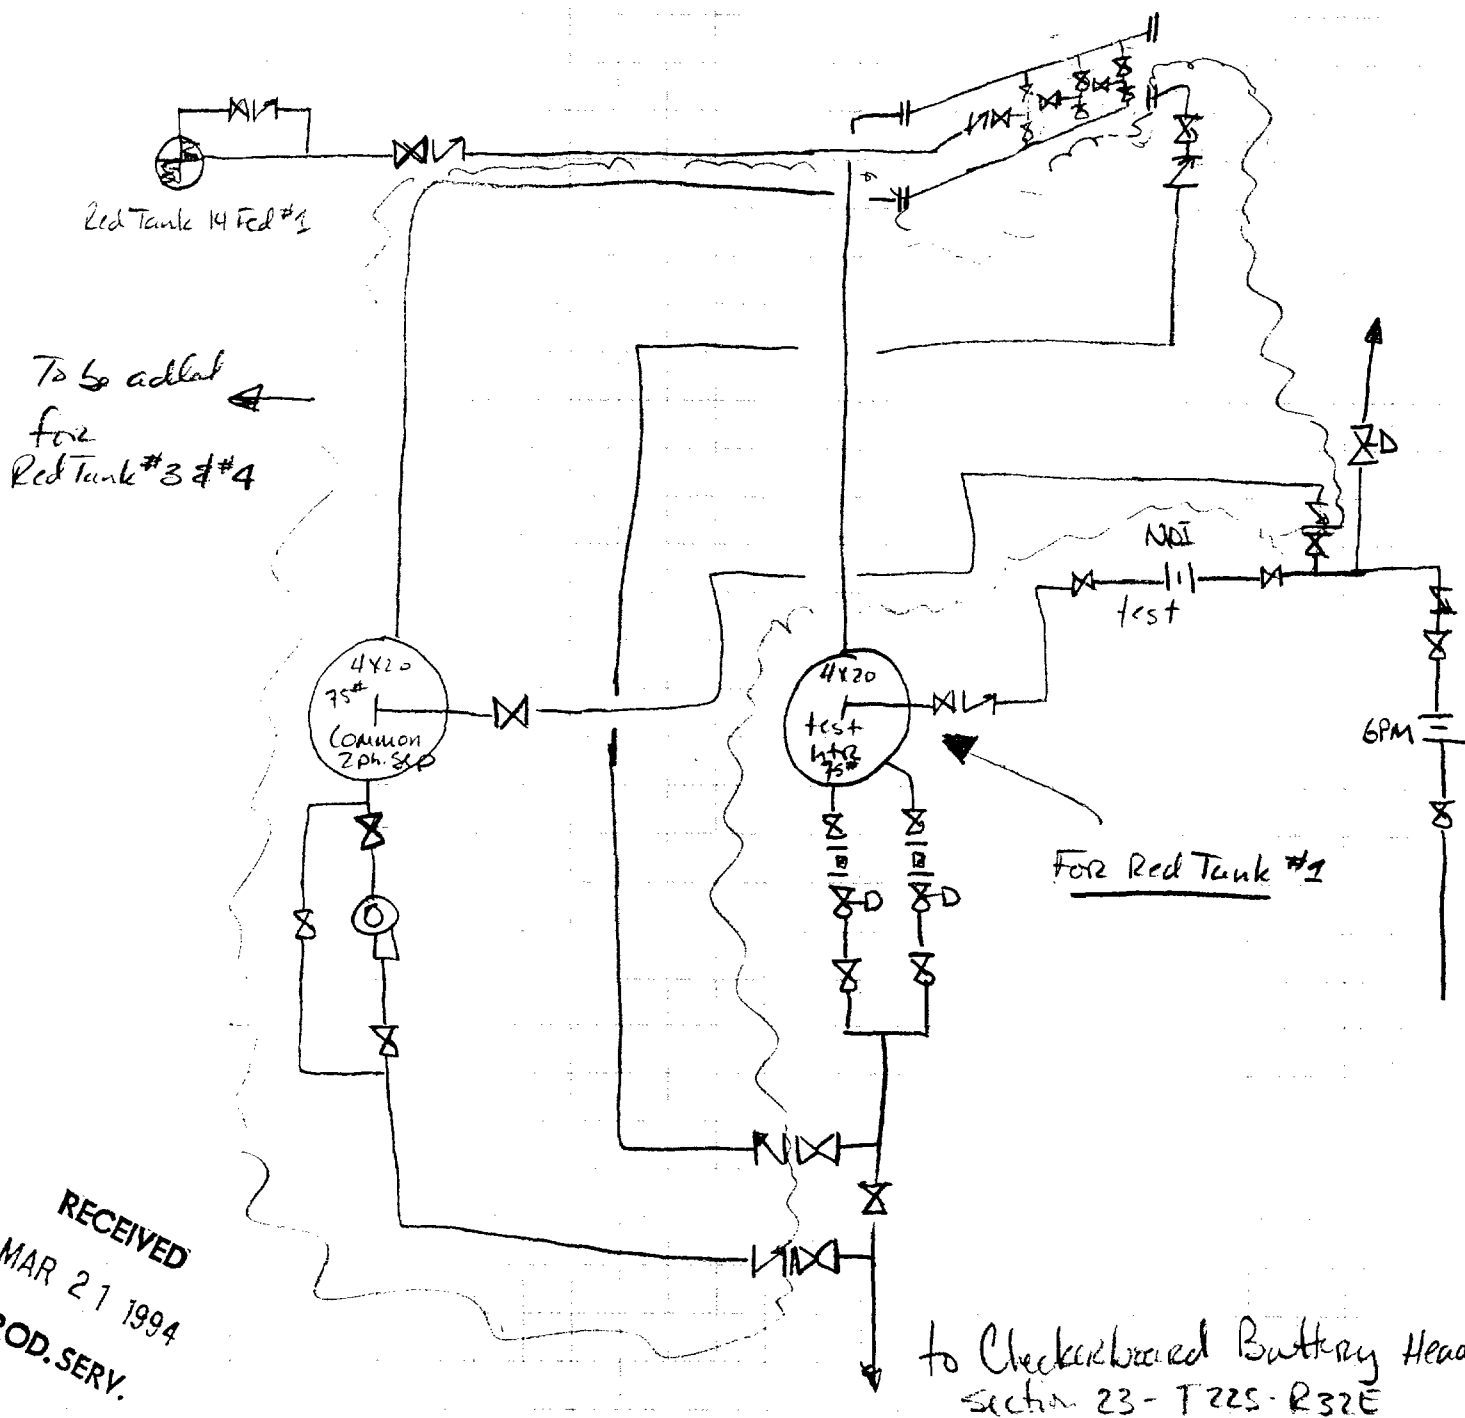 Red Tank 14 Fed #1
To be added
for
Red Tank #3 & #4
NDI
test
4x20
75#
Common
2ph. Sep
4x20
test
htr
75#
GPM
For Red Tank #1
RECEIVED
MAR 21 1994
ROD. SERV.
to Checkerboard Battery Head
Section 23 - T22S - R32E